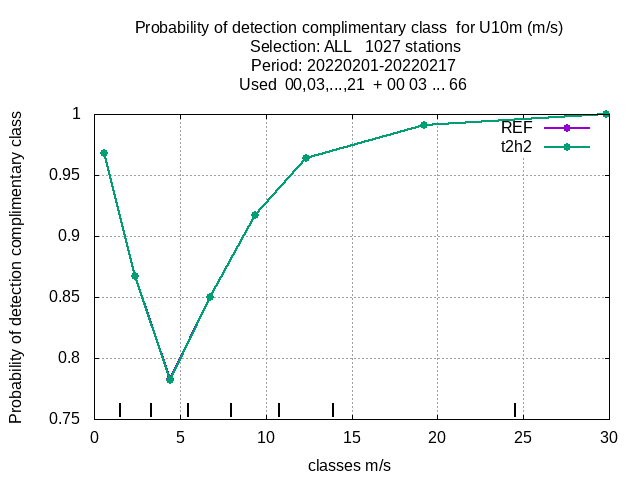 Probability of detection complimentary class  for U10m (m/s)
Selection: ALL   1027 stations
Period: 20220201-20220217
Used  00,03,...,21  + 00 03 ... 66
Probability of detection complimentary class
1
0.95
0.9
0.85
0.8
0.75
REF
t2h2
0 5 10 15 20 25 30
classes m/s